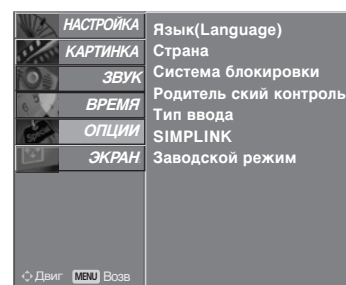 НАСТРОЙКА
КАРТИНКА
ЗВУК
ВРЕМЯ
ОПЦИИ
ЭКРАН
Язык(Language)
Страна
Система блокировки
Родитель ский контроль
Тип ввода
SIMPLINK
Заводской режим
Двиг MENU Возв